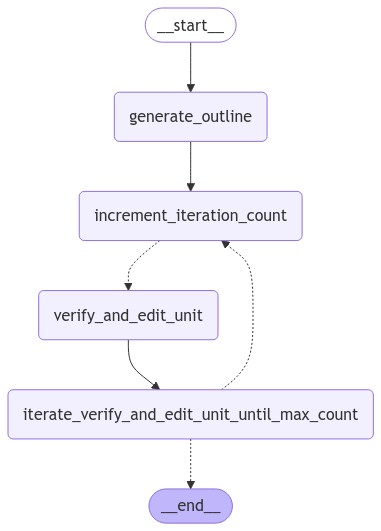 __start__
generate_outline
increment_iteration_count
verify_and_edit_unit
iterate_verify_and_edit_unit_until_max_count
__end__